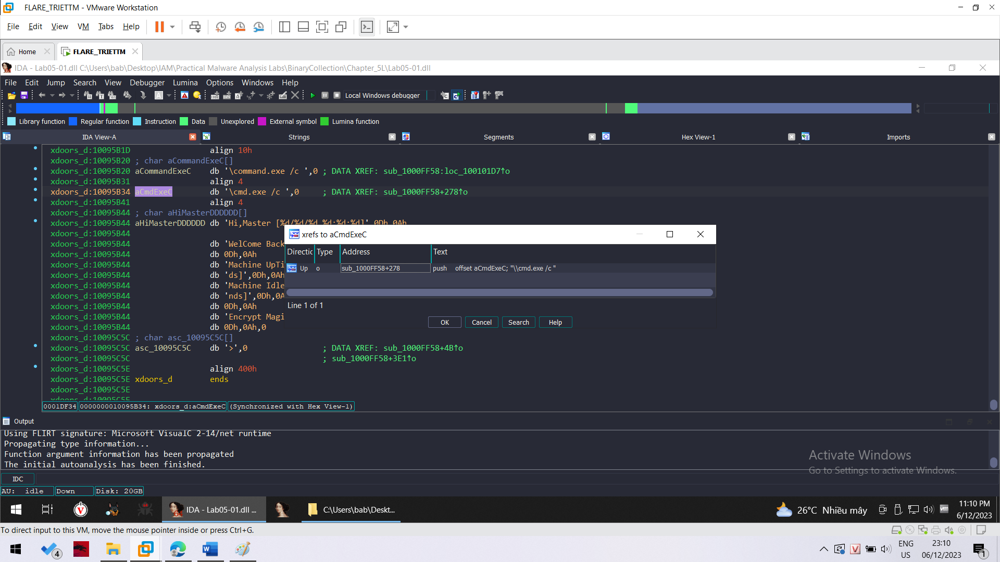 FLARE_TRIETTM - VMware Workstation
File Edit View VM Tabs Help
Home FLARE_TRIETTM
IDA - Lab05-01.dll C:\Users\bab\Desktop\IAM\Practical Malware Analysis Labs\BinaryCollection\Chapter_5L\Lab05-01.dll
File Edit Jump Search View Debugger Lumina Options Windows Help
Local Windows debugger
Library function Regular function Instruction Data Unexplored External symbol Lumina function
IDA View-A Strings Segments Hex View-1 Imports
xdoors_d:10095B1D align 10h
xdoors_d:10095B20 ; char aCommandExeC[]
xdoors_d:10095B20 aCommandExeC db '\command.exe /c ',0 ; DATA XREF: sub_1000FF58:loc_100101D7↑o
xdoors_d:10095B31 align 4
xdoors_d:10095B34 aCmdExeC db '\cmd.exe /c ',0 ; DATA XREF: sub_1000FF58+278↑o
xdoors_d:10095B41 align 4
xdoors_d:10095B44 ; char aHiMasterDDDDDD[]
xdoors_d:10095B44 aHiMasterDDDDDD db 'Hi,Master [%d/%d/%d %d:%d:%d]',0Dh,0Ah
xdoors_d:10095B44
xdoors_d:10095B44 db 'WelCome Back
xdoors_d:10095B44 db 0Dh,0Ah
xdoors_d:10095B44 db 'Machine UpTi
xdoors_d:10095B44 db 'ds]',0Dh,0Ah
xdoors_d:10095B44 db 'Machine Idle
xdoors_d:10095B44 db 'nds]',0Dh,0A
xdoors_d:10095B44 db 0Dh,0Ah
xdoors_d:10095B44 db 'Encrypt Magi
xdoors_d:10095B44 db 0Dh,0Ah,0
xdoors_d:10095C5C ; char asc_10095C5C[]
xdoors_d:10095C5C asc_10095C5C db '>',0 ; DATA XREF: sub_1000FF58+4B↑o
xdoors_d:10095C5C ; sub_1000FF58+3E1↑o
xdoors_d:10095C5E align 400h
xdoors_d:10095C5E xdoors_d ends
xdoors_d:10095C5E
xdoors_d:10095C5E
xrefs to aCmdExeC
Directic Type Address Text
Up o sub_1000FF58+278 push offset aCmdExeC; "\\cmd.exe /c "
Line 1 of 1
OK Cancel Search Help
0001DF34 0000000010095B34: xdoors_d:aCmdExeC (Synchronized with Hex View-1)
Output
Using FLIRT signature: Microsoft VisualC 2-14/net runtime
Propagating type information...
Function argument information has been propagated
The initial autoanalysis has been finished.
Activate Windows
Go to Settings to activate Windows.
IDC
AU: idle Down Disk: 20GB
IDA - Lab05-01.dll ... C:\Users\bab\Deskt... 26°C Nhiều mây 11:10 PM
6/12/2023
To direct input to this VM, move the mouse pointer inside or press Ctrl+G.
4 ENG 23:10
US 06/12/2023 1